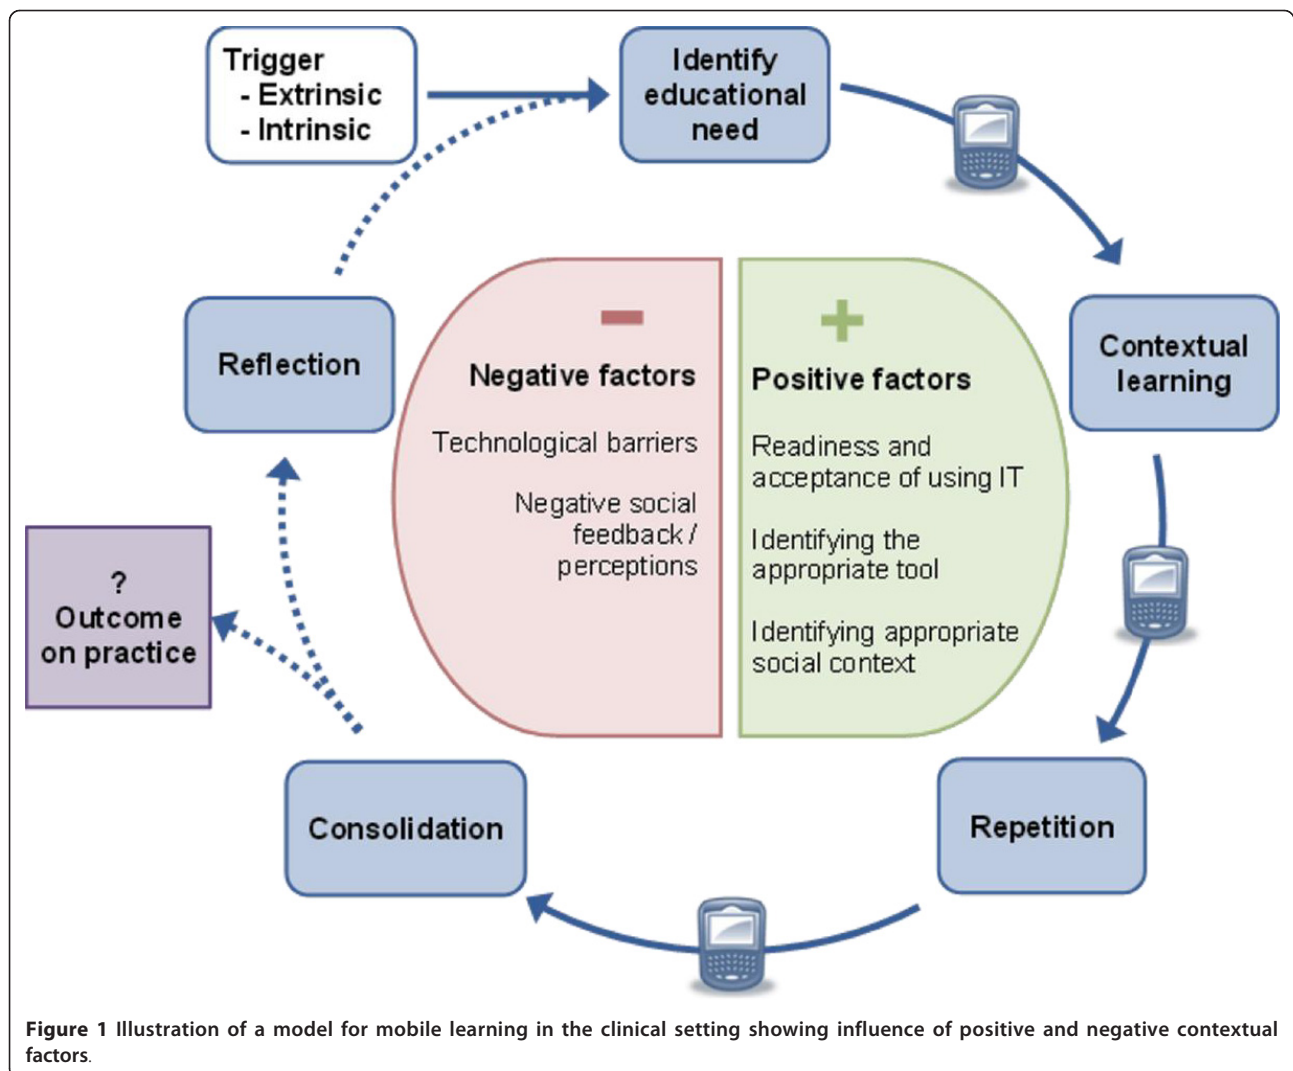 Trigger
- Extrinsic
- Intrinsic
Identify
educational
need
Contextual
learning
Repetition
Consolidation
?
Outcome
on practice
Reflection
Negative factors
Technological barriers
Negative social
feedback /
perceptions
Positive factors
Readiness and
acceptance of using IT
Identifying the
appropriate tool
Identifying appropriate
social context
Figure 1 Illustration of a model for mobile learning in the clinical setting showing influence of positive and negative contextual
factors.